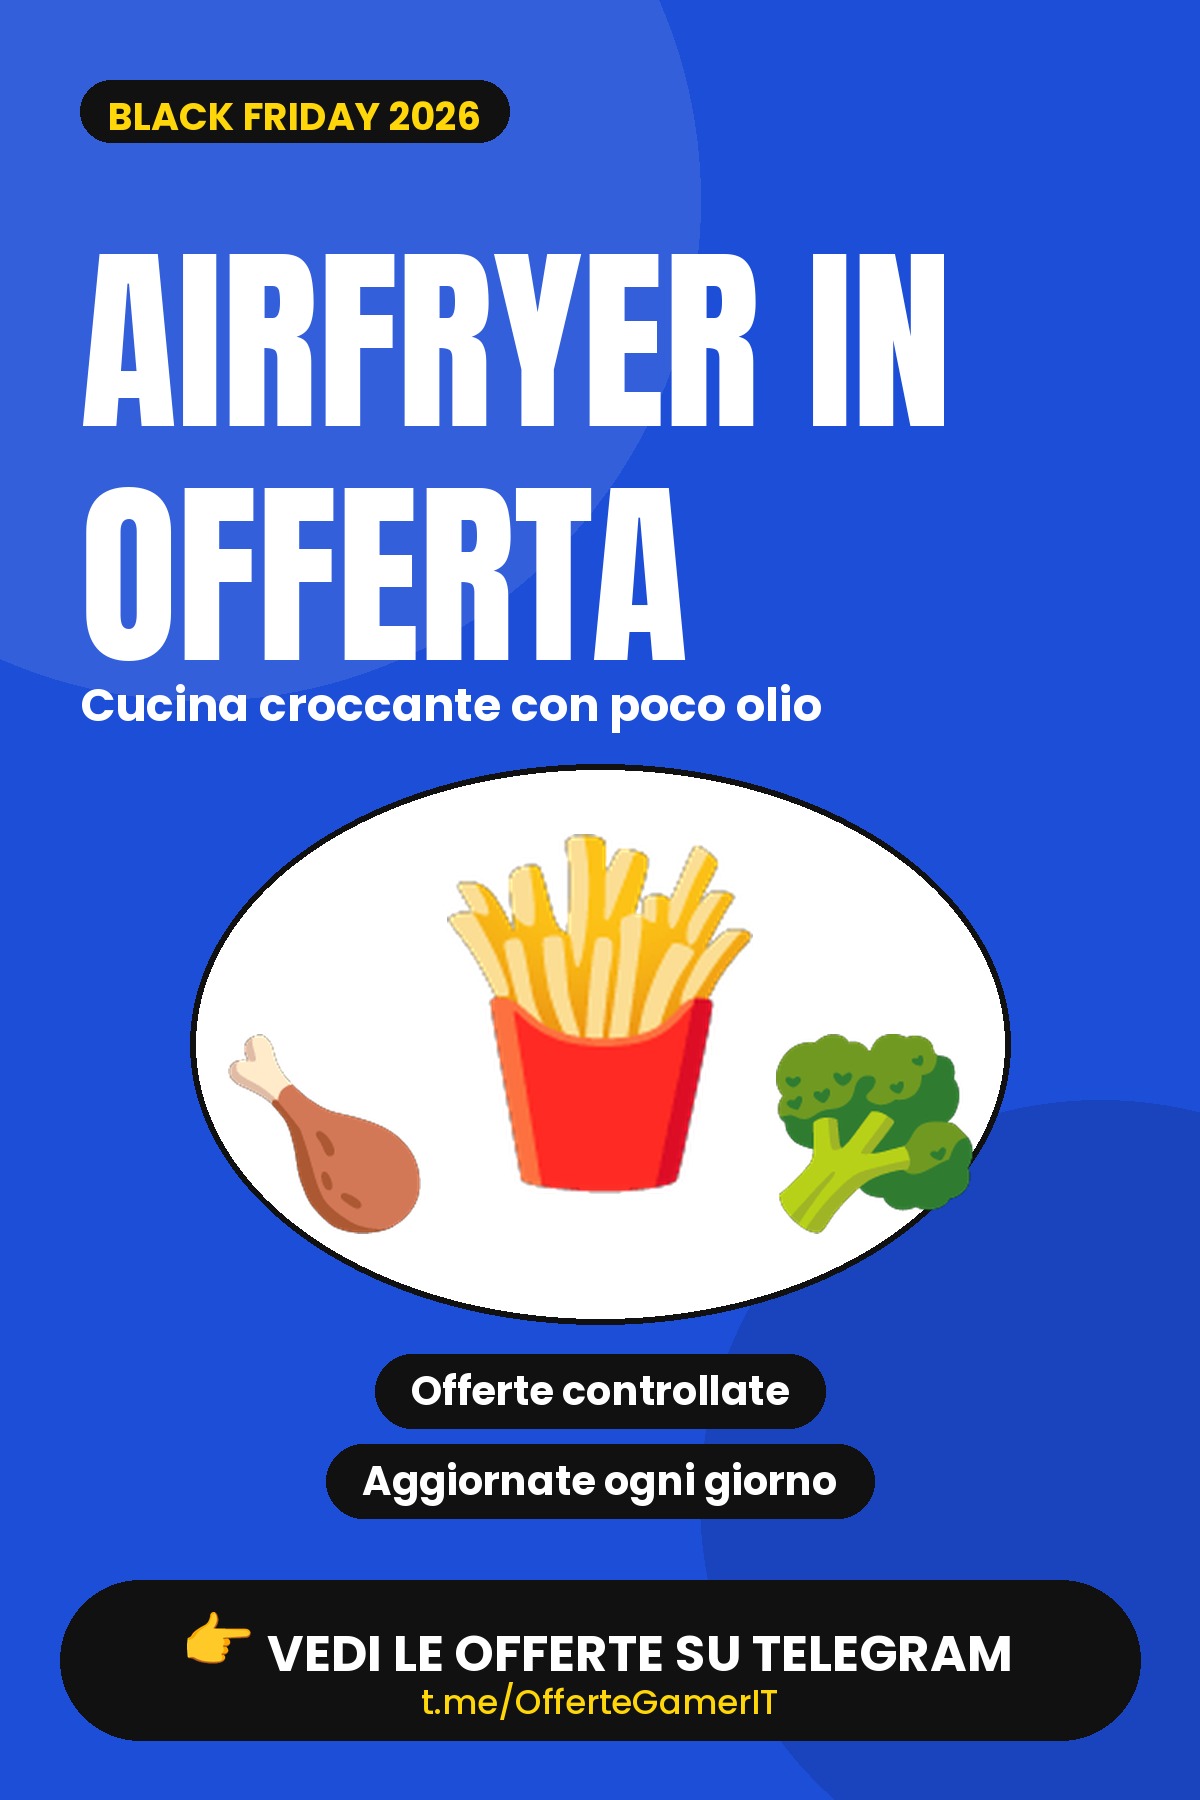 BLACK FRIDAY 2026
AIRFRYER IN
OFFERTA
Cucina croccante con poco olio
Offerte controllate
Aggiornate ogni giorno
VEDI LE OFFERTE SU TELEGRAM
t.me/OfferteGamerIT